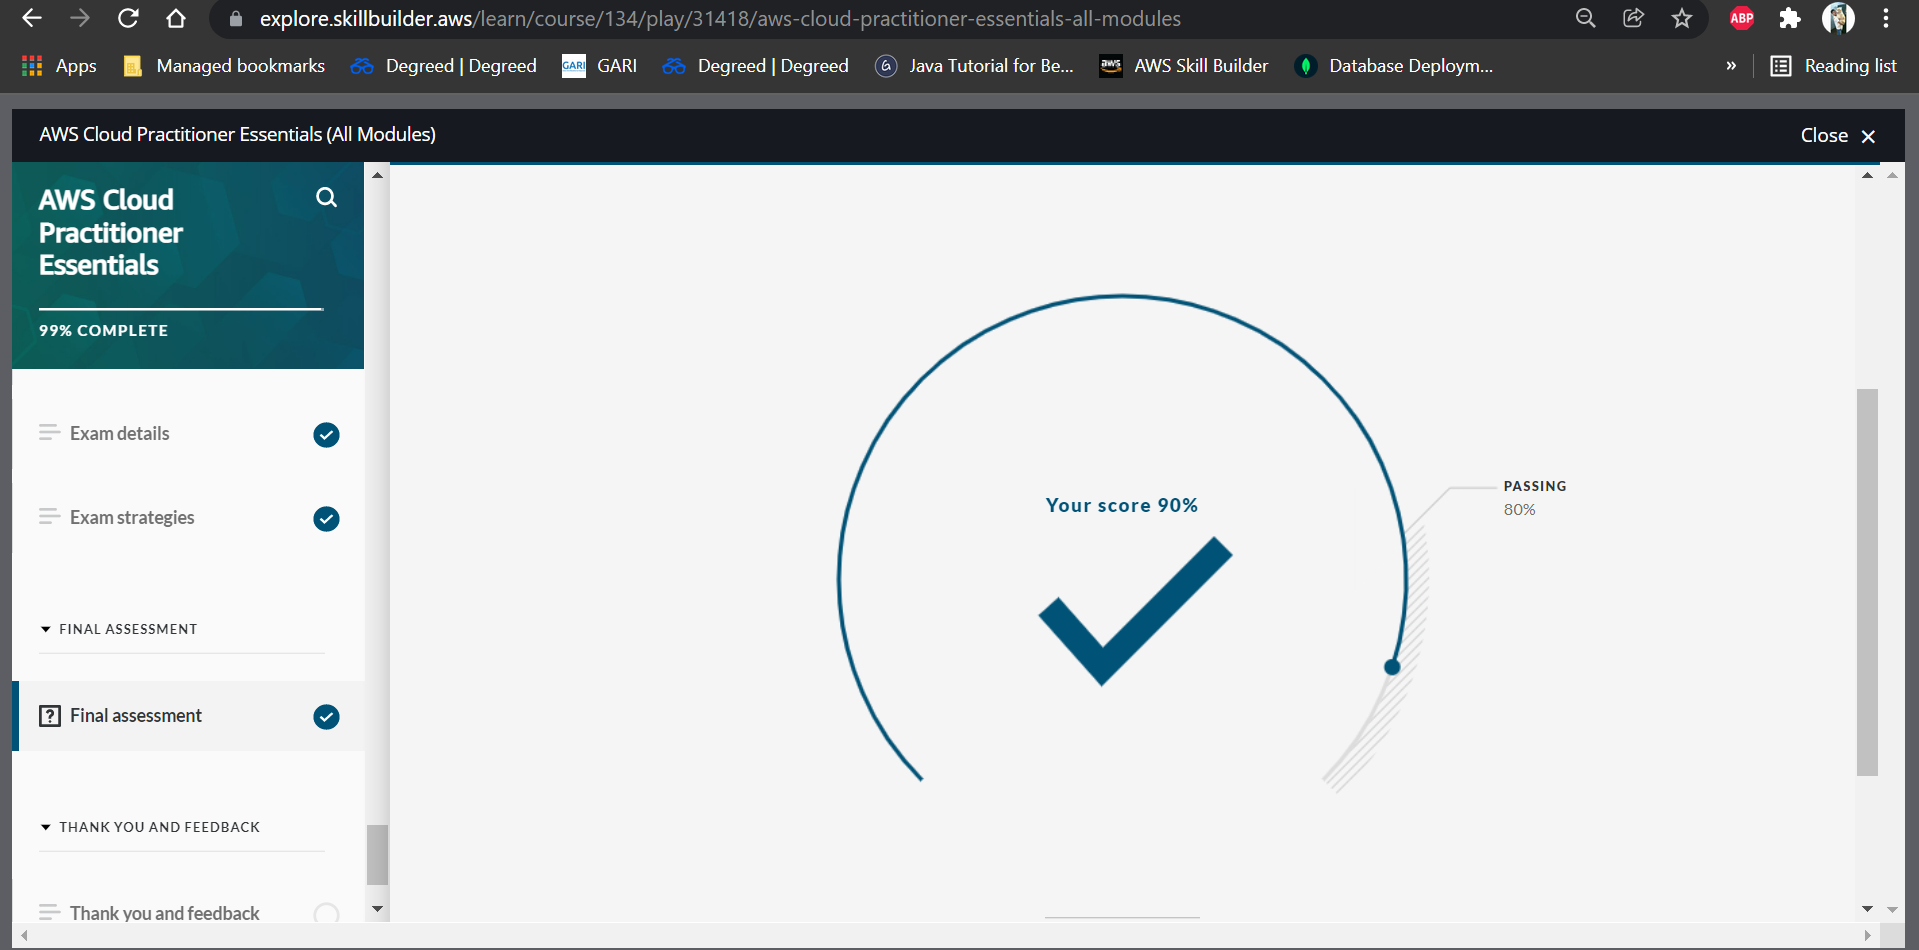 explore.skillbuilder.aws/learn/course/134/play/31418/aws-cloud-practitioner-essentials-all-modules
ABP
Apps
Managed bookmarks
Degreed | Degreed
GARI
GARI
Degreed | Degreed
G
Java Tutorial for Be...
aws
AWS Skill Builder
Database Deploym...
»
Reading list
AWS Cloud Practitioner Essentials (All Modules)
Close ×
AWS Cloud
Practitioner
Essentials
99% COMPLETE
Exam details
Exam strategies
FINAL ASSESSMENT
? Final assessment
THANK YOU AND FEEDBACK
Thank you and feedback
Your score 90%
PASSING
80%